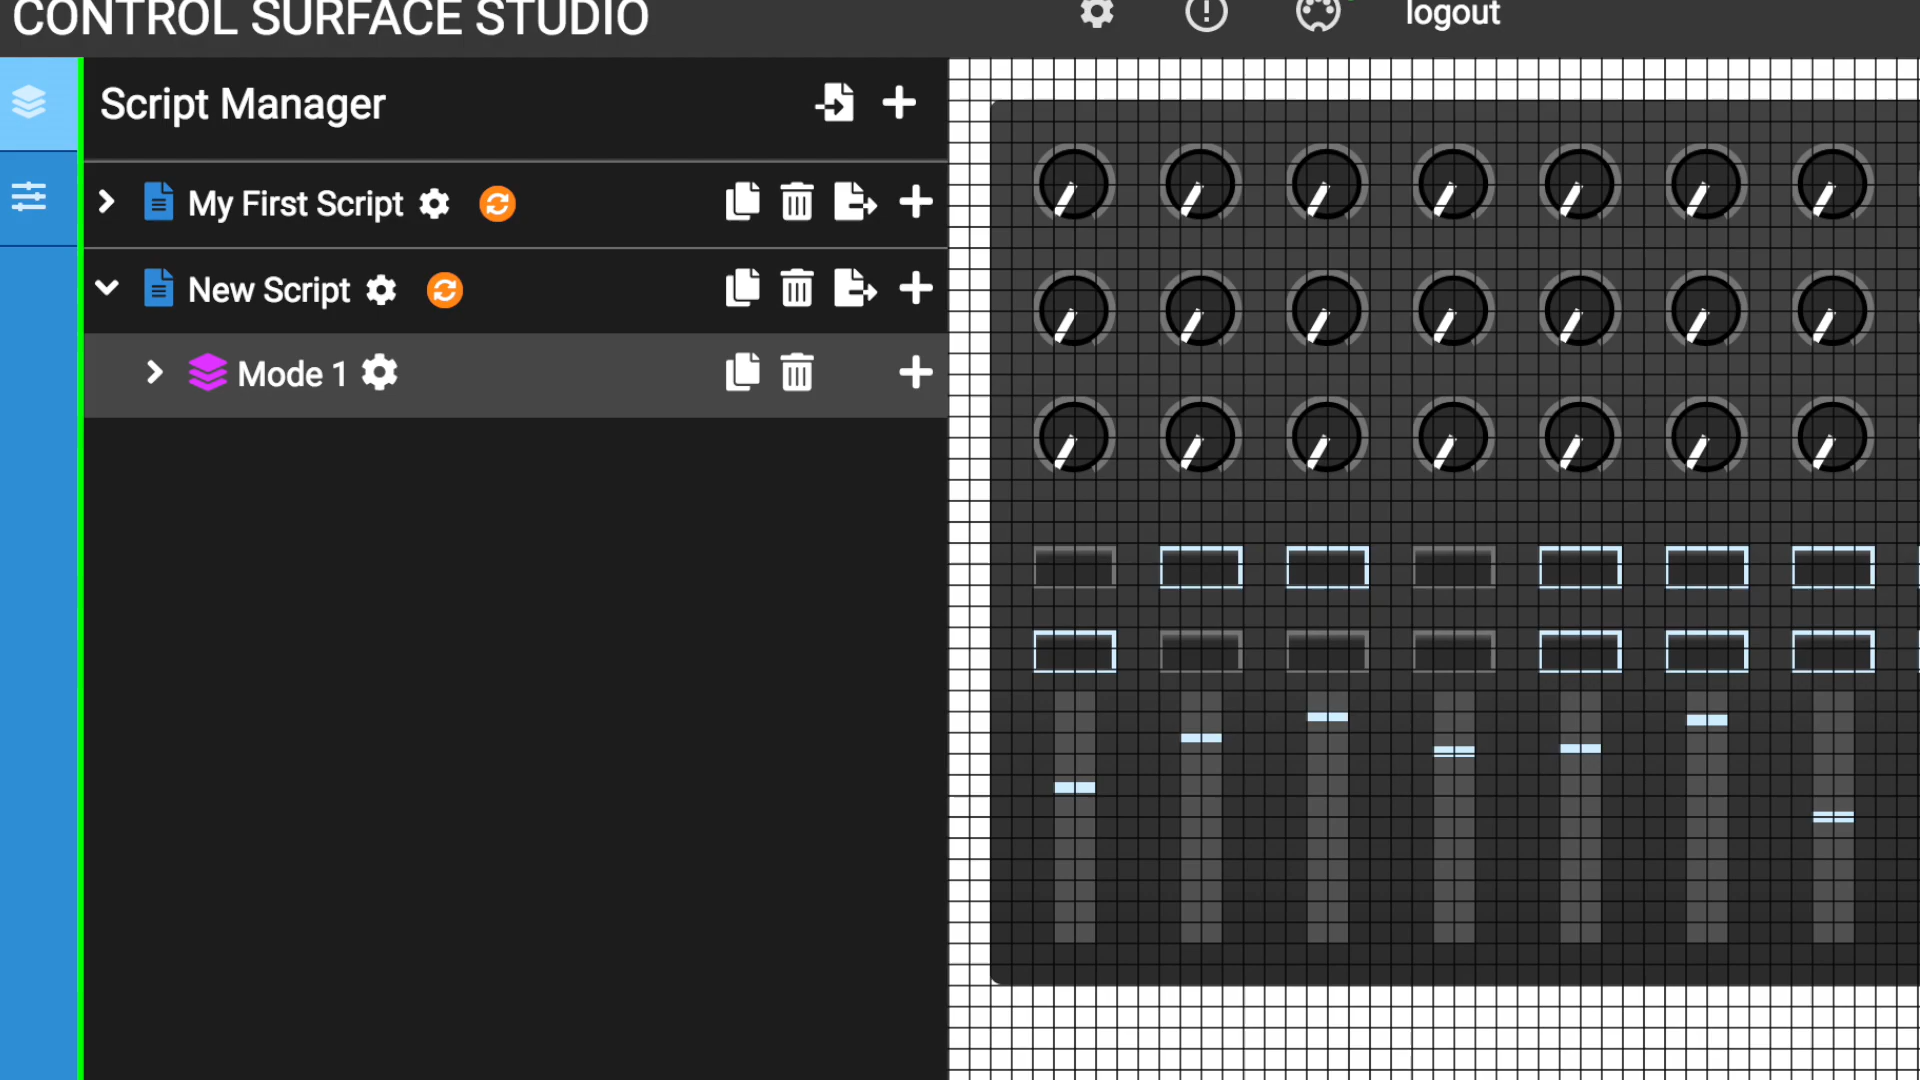 CONTROL SURFACE STUDIO
logout
Script Manager
My First Script
New Script
Mode 1